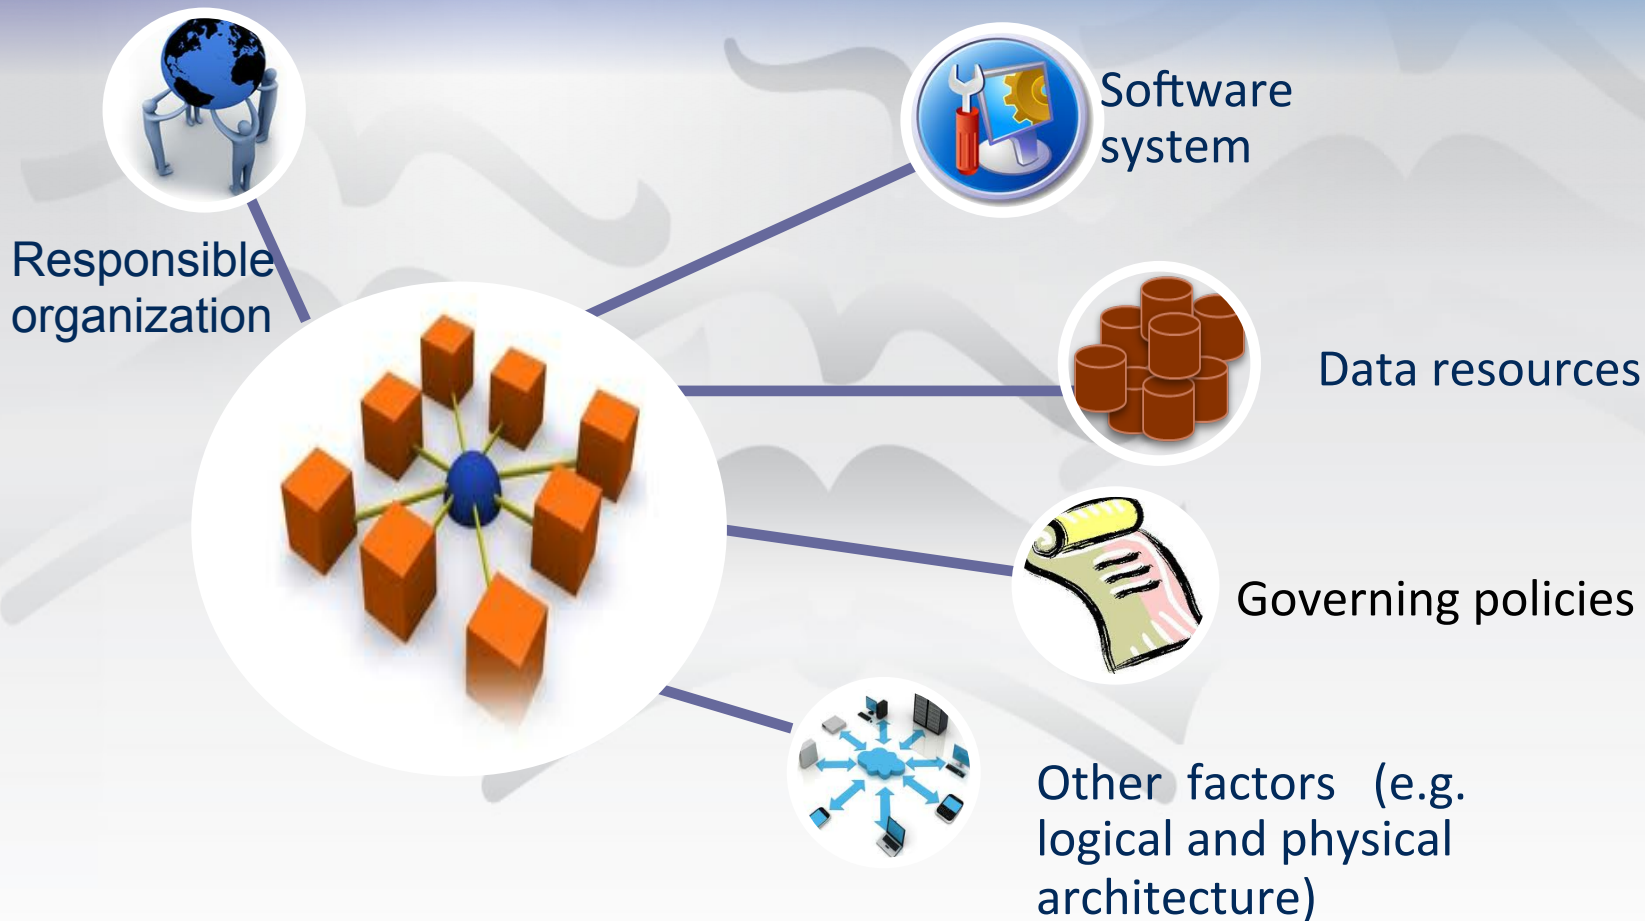 Software
system
Responsible
organization
Data resources
Governing policies
Other factors (e.g.
logical and physical
architecture)